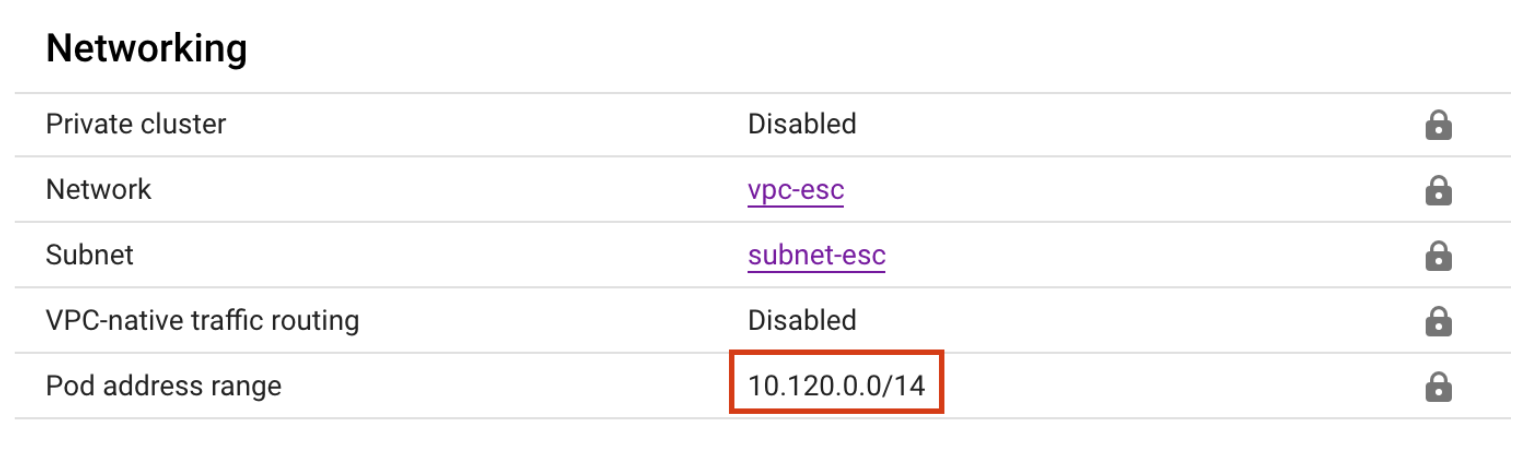 Networking
Private cluster Disabled
Network vpc-esc
Subnet subnet-esc
VPC-native traffic routing Disabled
Pod address range 10.120.0.0/14